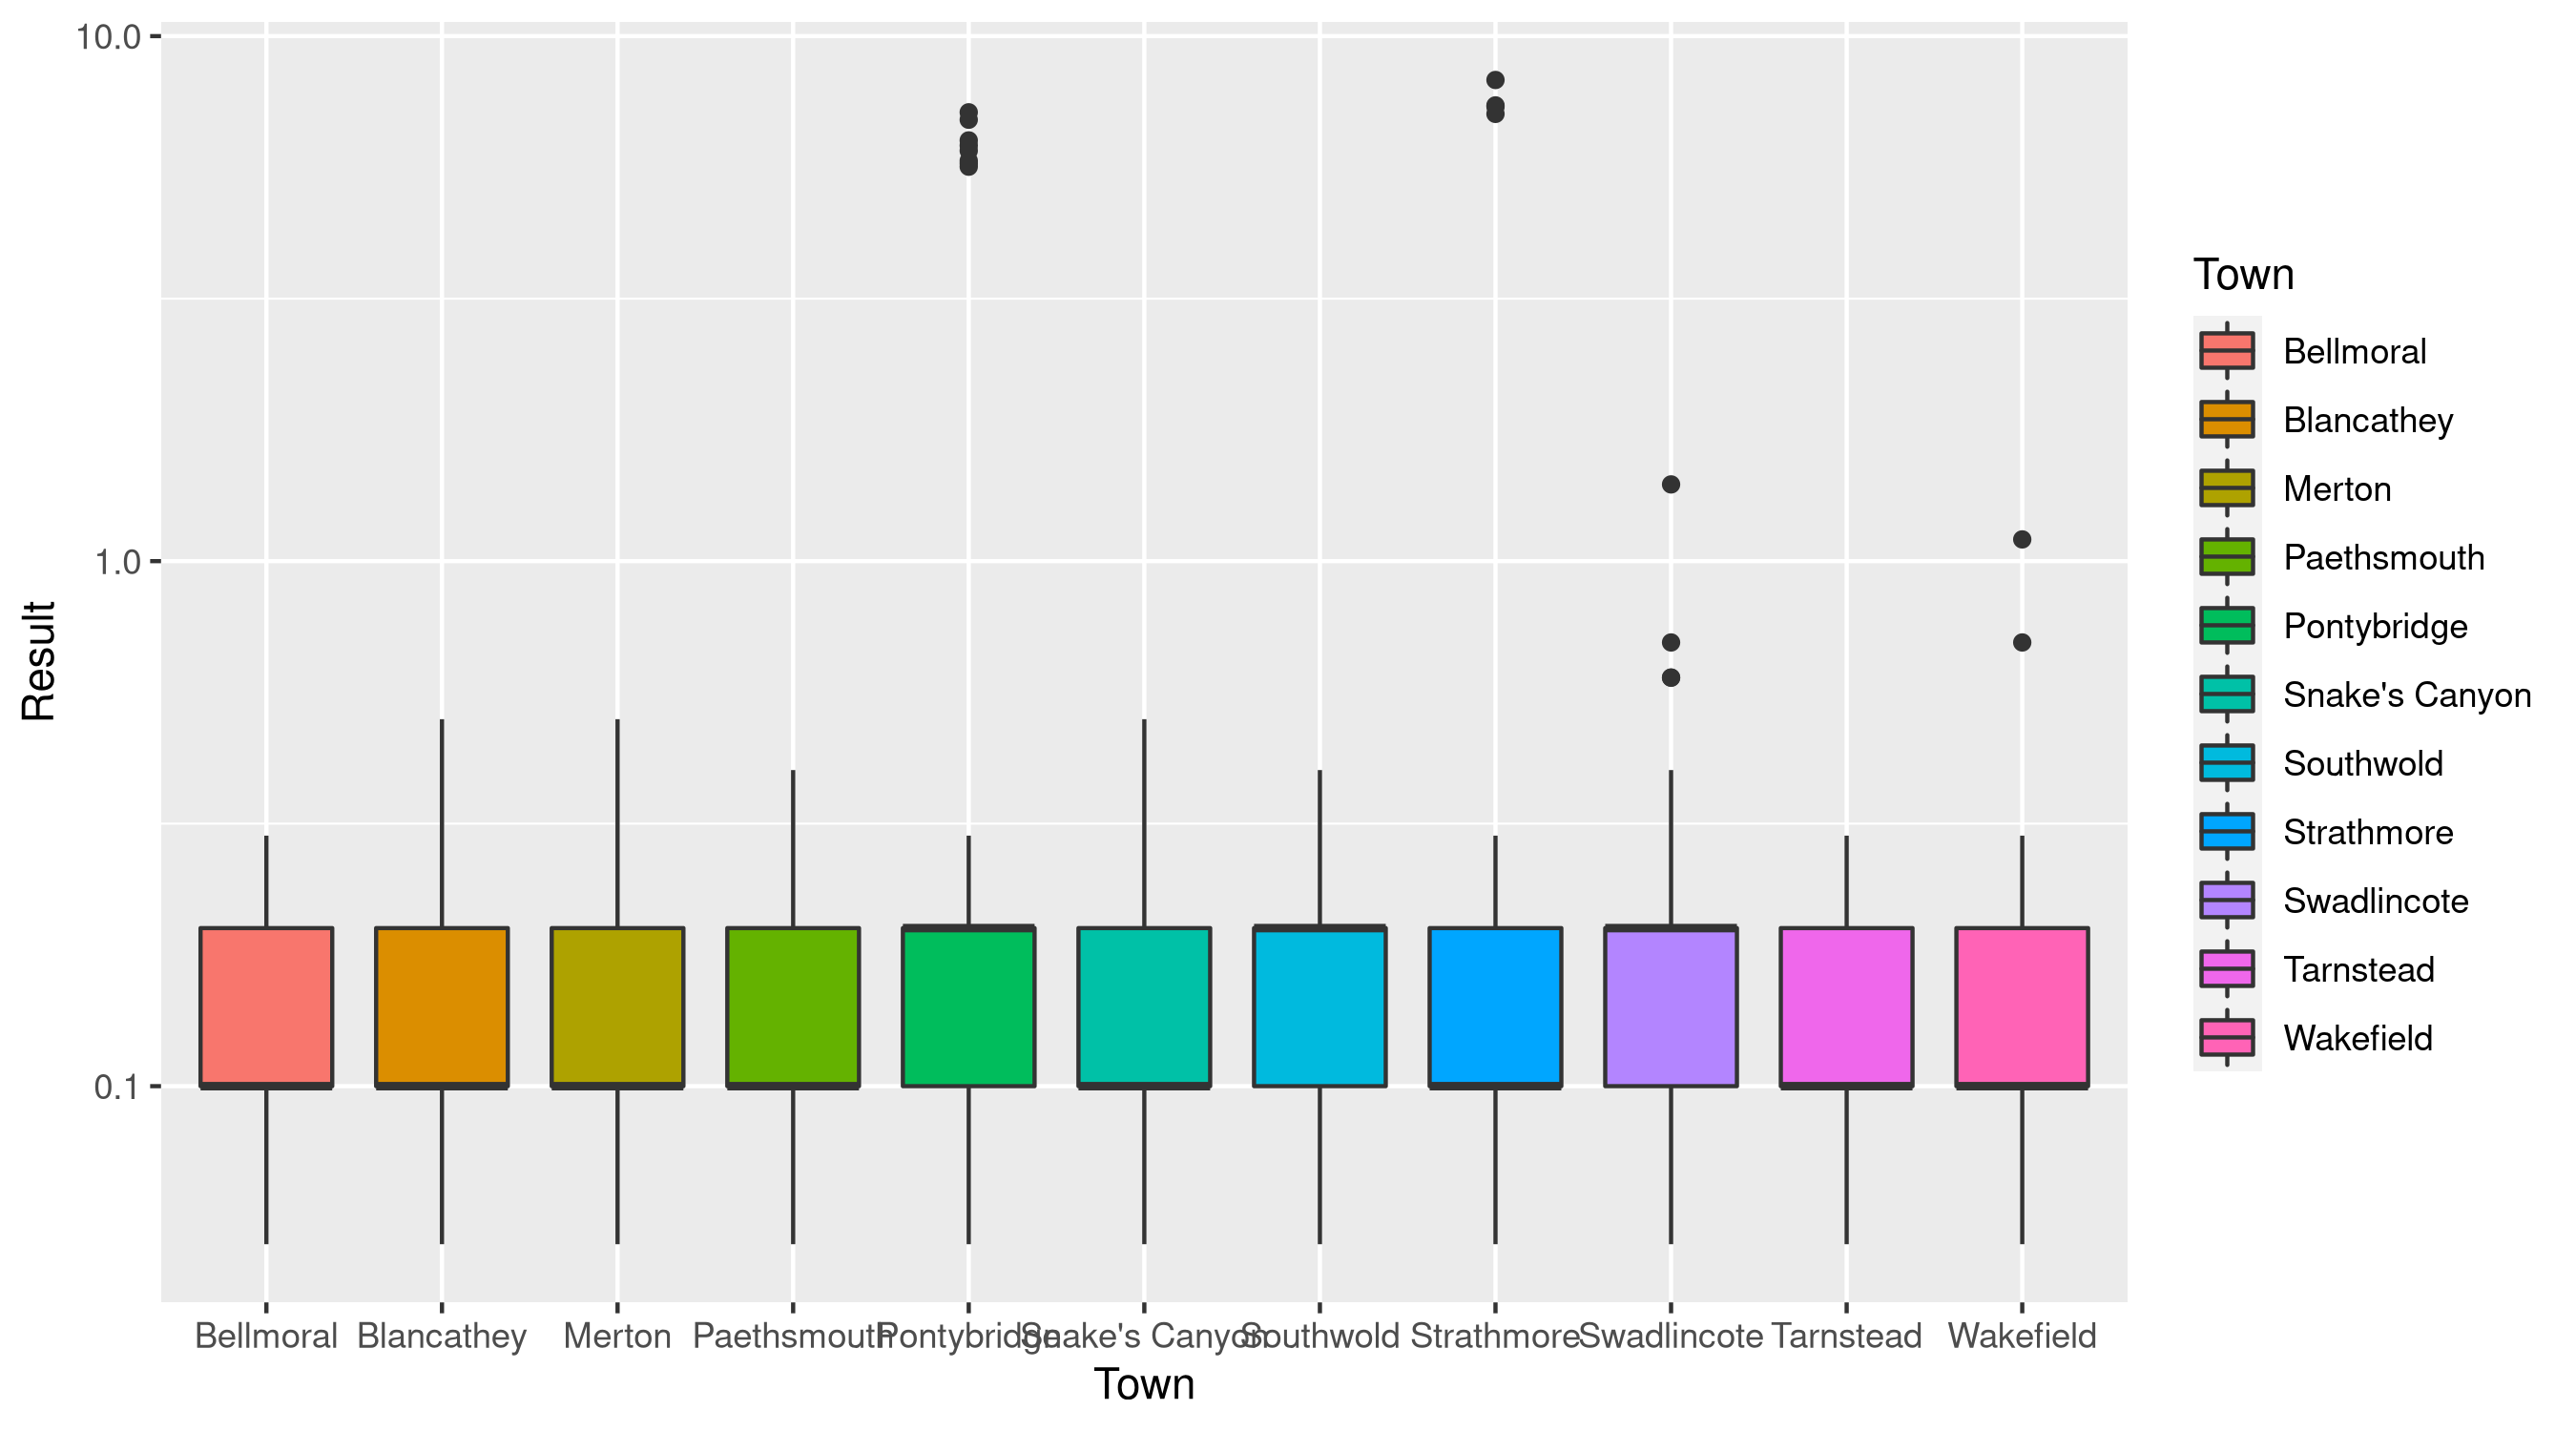 10.0
1.0
0.1
Result
Bellmoral
Blancathey
Merton
Paethsmouth
Pontybridge
Snake's Canyon
Southwold
Strathmore
Swadlincote
Tarnstead
Wakefield
Town
Town
Bellmoral
Blancathey
Merton
Paethsmouth
Pontybridge
Snake's Canyon
Southwold
Strathmore
Swadlincote
Tarnstead
Wakefield